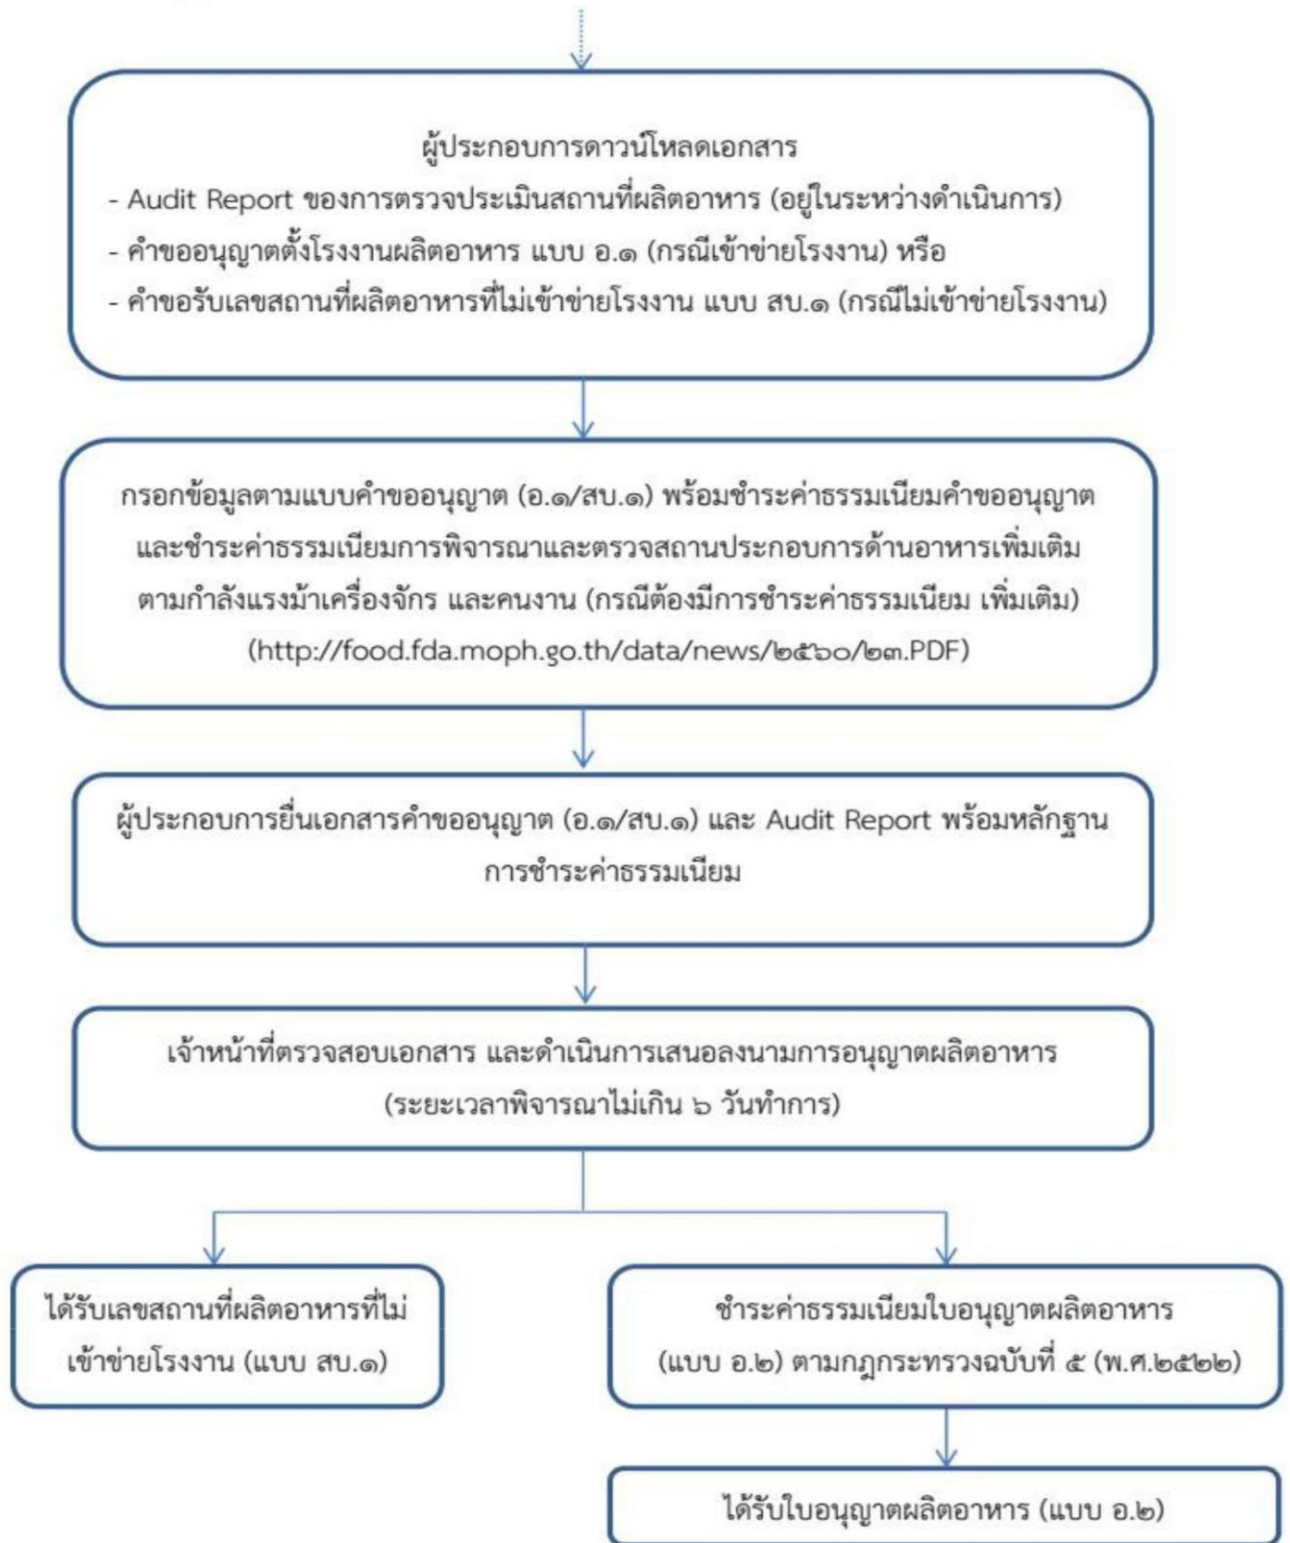 ผู้ประกอบการดาวน์โหลดเอกสาร
- Audit Report ของการตรวจประเมินสถานที่ผลิตอาหาร (อยู่ในระหว่างดำเนินการ)
- คำขออนุญาตตั้งโรงงานผลิตอาหาร แบบ อ.๑ (กรณีเข้าข่ายโรงงาน) หรือ
- คำขอรับเลขสถานที่ผลิตอาหารที่ไม่เข้าข่ายโรงงาน แบบ สบ.๑ (กรณีไม่เข้าข่ายโรงงาน)
กรอกข้อมูลตามแบบคำขออนุญาต (อ.๑/สบ.๑) พร้อมชำระค่าธรรมเนียมคำขออนุญาต
และชำระค่าธรรมเนียมการพิจารณาและตรวจสถานประกอบการด้านอาหารเพิ่มเติม
ตามกำลังแรงม้าเครื่องจักร และคนงาน (กรณีต้องมีการชำระค่าธรรมเนียม เพิ่มเติม)
(http://food.fda.moph.go.th/data/news/๒๕๖๐/๒๓.PDF)
ผู้ประกอบการยื่นเอกสารคำขออนุญาต (อ.๑/สบ.๑) และ Audit Report พร้อมหลักฐาน
การชำระค่าธรรมเนียม
เจ้าหน้าที่ตรวจสอบเอกสาร และดำเนินการเสนอลงนามการอนุญาตผลิตอาหาร
(ระยะเวลาพิจารณาไม่เกิน ๖ วันทำการ)
ได้รับเลขสถานที่ผลิตอาหารที่ไม่
เข้าข่ายโรงงาน (แบบ สบ.๑)
ชำระค่าธรรมเนียมใบอนุญาตผลิตอาหาร
(แบบ อ.๒) ตามกฎกระทรวงฉบับที่ ๕ (พ.ศ.๒๕๒๒)
ได้รับใบอนุญาตผลิตอาหาร (แบบ อ.๒)